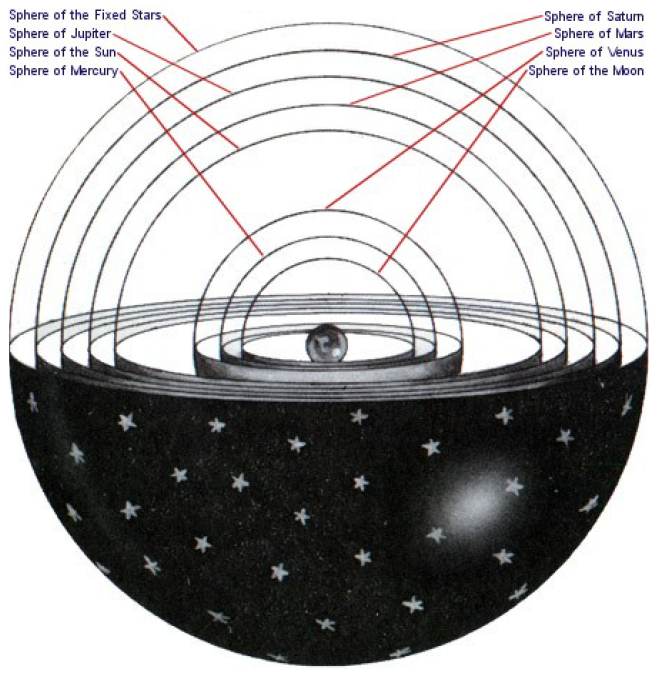 Sphere of the Fixed Stars
Sphere of Jupiter
Sphere of the Sun
Sphere of Mercury
Sphere of Saturn
Sphere of Mars
Sphere of Venus
Sphere of the Moon